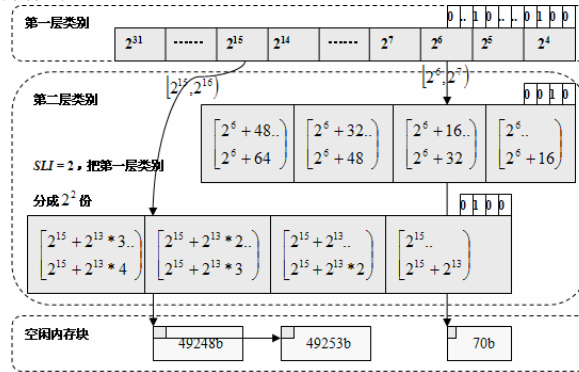 0 .. 1 0 .. .. 0 1 0 0
第一层类别
2^31 ------ 2^15 2^14 ------ 2^7 2^6 2^5 2^4
[2^15, 2^16) [2^6, 2^7)
第二层类别
0 0 1 0
[2^6 + 48.. 2^6 + 64) [2^6 + 32.. 2^6 + 48) [2^6 + 16.. 2^6 + 32) [2^6.. 2^6 + 16)
SLI = 2，把第一层类别
分成 2^2 份
0 1 0 0
[2^15 + 2^13 * 3.. 2^15 + 2^13 * 4) [2^15 + 2^13 * 2.. 2^15 + 2^13 * 3) [2^15 + 2^13.. 2^15 + 2^13 * 2) [2^15.. 2^15 + 2^13)
空闲内存块
49248b 49253b 70b